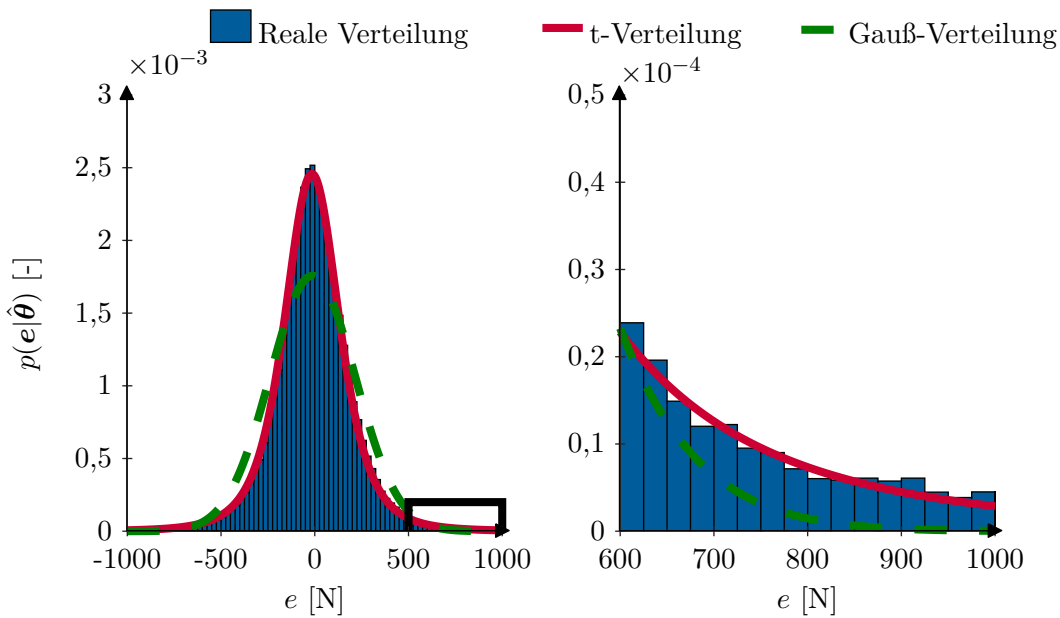 Reale Verteilung t-Verteilung Gauß-Verteilung
×10⁻³
3
2,5
2
1,5
1
0,5
0
-1000 -500 0 500 1000
e [N]
p(e|θ̂) [-]
×10⁻⁴
0,5
0,4
0,3
0,2
0,1
0
600 700 800 900 1000
e [N]